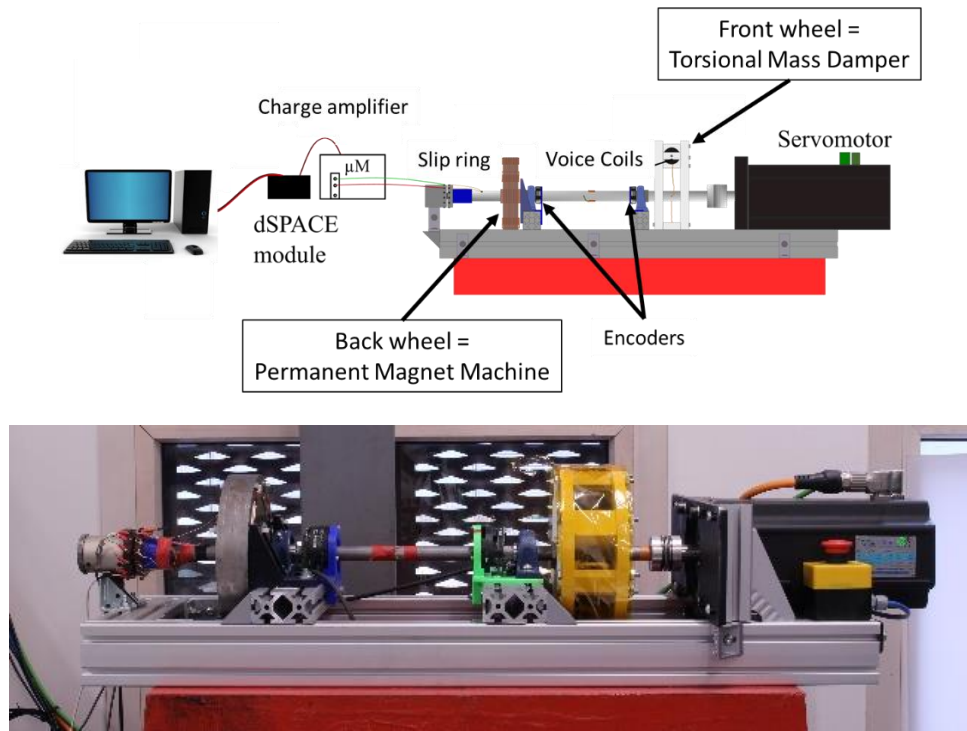 Front wheel =
Torsional Mass Damper
Charge amplifier
Servomotor
µM
Slip ring
Voice Coils
dSPACE
module
Back wheel =
Permanent Magnet Machine
Encoders